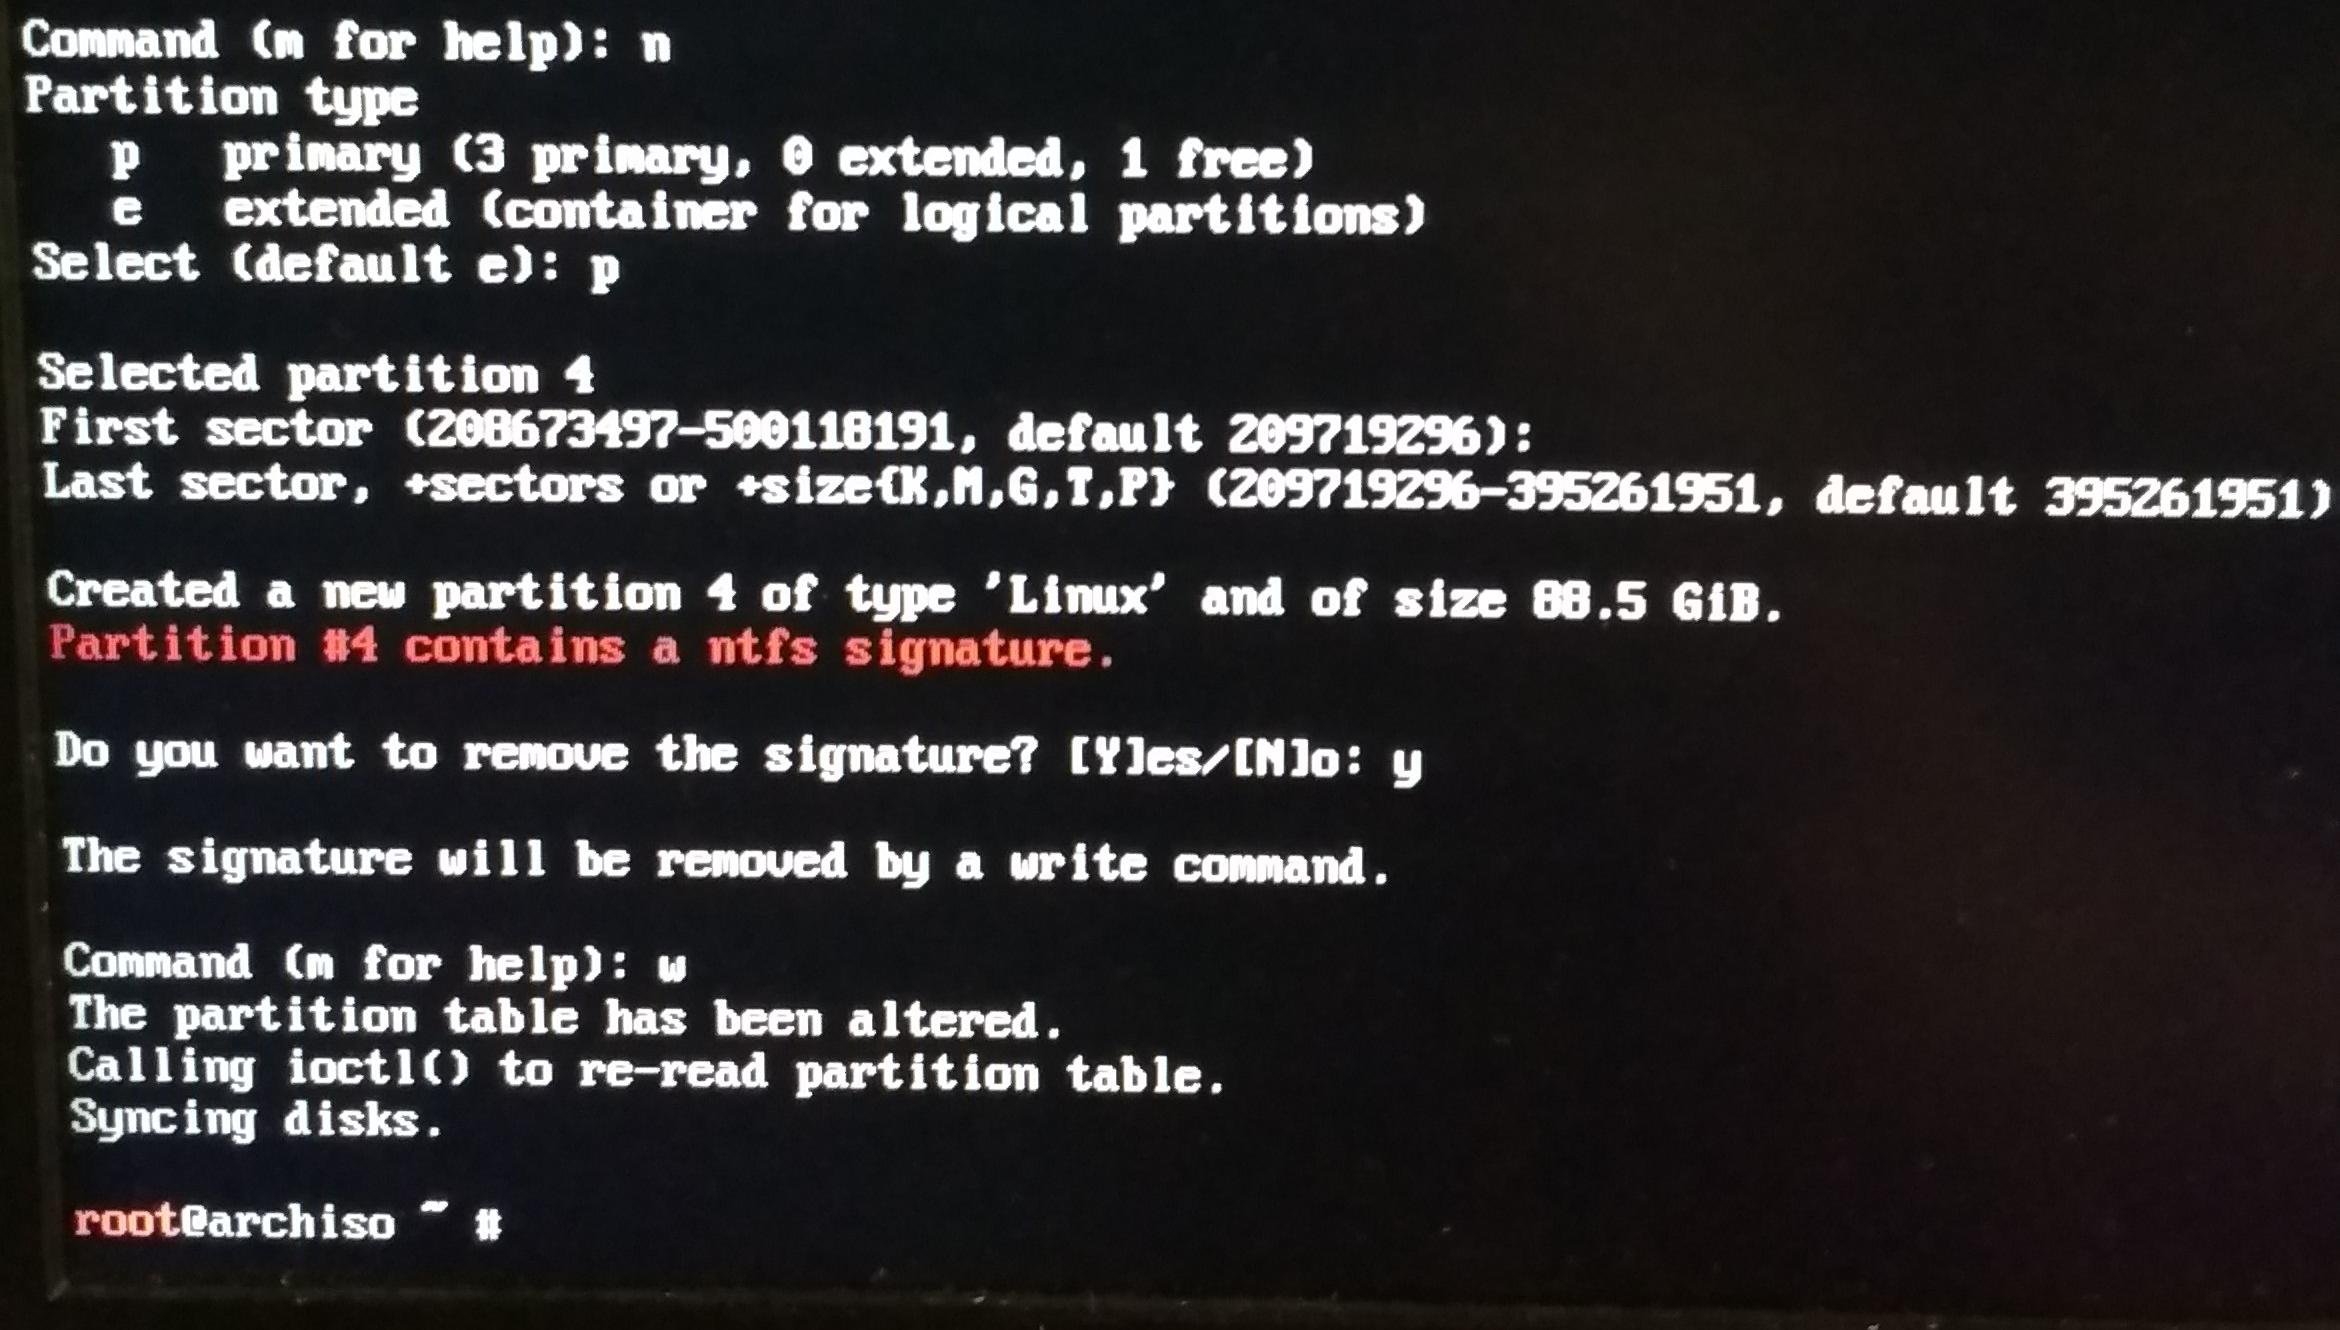 Command (m for help): n
Partition type
   p   primary (3 primary, 0 extended, 1 free)
   e   extended (container for logical partitions)
Select (default e): p

Selected partition 4
First sector (208673497-500118191, default 209719296):
Last sector, +sectors or +size{K,M,G,T,P} (209719296-395261951, default 395261951)

Created a new partition 4 of type 'Linux' and of size 88.5 GiB.
Partition #4 contains a ntfs signature.

Do you want to remove the signature? [Y]es/[N]o: y

The signature will be removed by a write command.

Command (m for help): w
The partition table has been altered.
Calling ioctl() to re-read partition table.
Syncing disks.

root@archiso ~ #